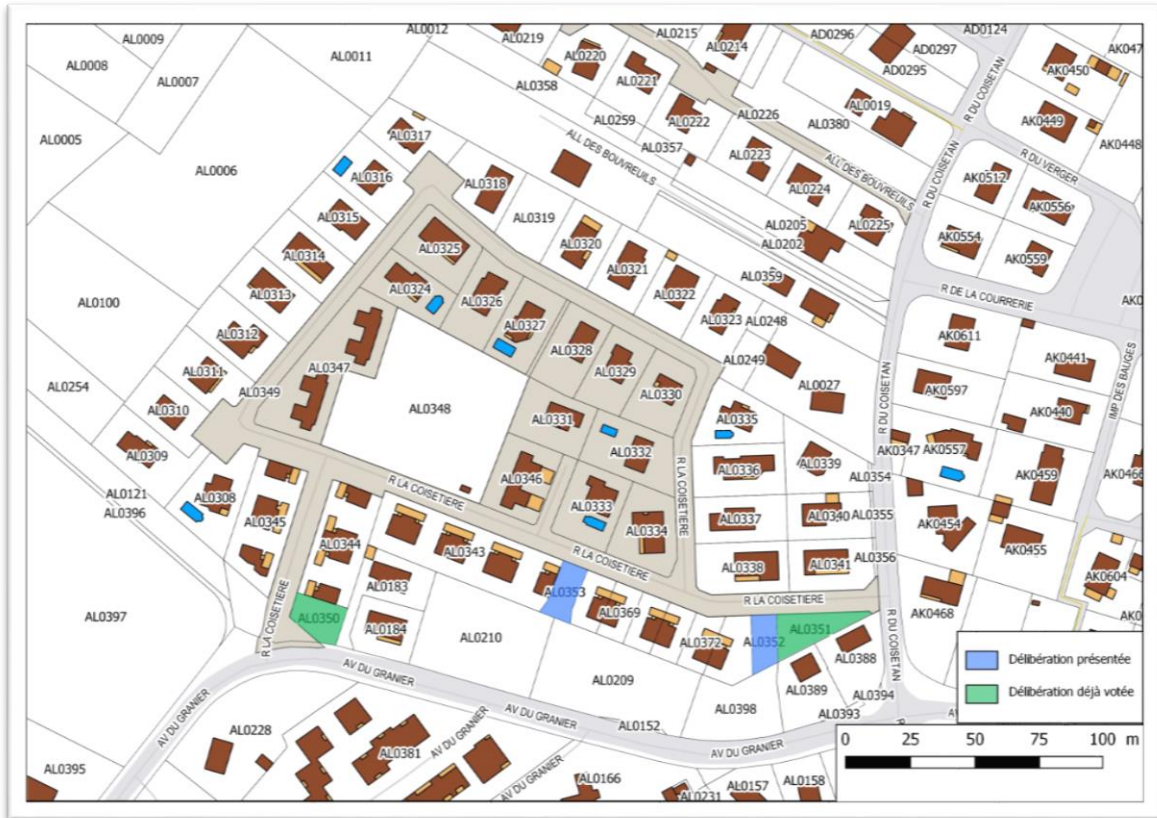 AL0009
AL0012
AL0219
AL0215
AL0214
AD0296
AD0124
AL0008
AL0007
AL0011
AL0220
AD0297
AK047
AL0358
AL0221
AD0295
AK0450
R DU COISETAN
AL0005
AL0317
AL0259
AL0222
AL0226
AL0019
AL0380
AK0449
ALL DES BOUVREUILS
AL0357
AK0448
AL0006
AL0316
AL0318
AL0223
ALL DES BOUVREUILS
R DU COISETAN
R DU VERGER
AK0512
AL0315
AL0319
AL0224
AK0556
AL0325
AL0320
AL0205
AL0225
AK0554
AL0314
AL0202
AK0559
AL0100
AL0313
AL0324
AL0326
AL0321
AL0359
AL0322
R DE LA COURRERIE
AK0
AL0312
AL0327
AL0323
AL0248
AK0611
AL0328
AK0441
AL0347
AL0329
AL0249
AL0027
AL0254
AL0311
AL0349
AL0348
AL0330
R DU COISETAN
AK0597
IMP DES BAUGES
AL0310
AL0331
AL0335
AK0440
AL0309
AL0332
AK0347
AK0557
AL0336
AL0339
AL0354
AK0459
AK0466
AL0121
AL0308
AL0346
R LA COISETIERE
AL0396
R LA COISETIERE
AL0345
AL0333
AL0337
AL0340
AL0355
AK0454
AL0334
AL0344
AL0343
AK0455
R LA COISETIERE
AL0338
AL0341
AL0356
AK0604
AL0183
AL0353
R LA COISETIERE
AK0468
AK0
AL0397
R LA COISETIERE
AL0350
AL0184
AL0369
AL0210
AL0372
AL0352
AL0351
R DU COISETAN
AL0388
AL0209
AL0389
AL0394
AV DU GRANIER
AL0398
AL0393
AV DU GRANIER
AV DU GRANIER
AL0152
AL0228
AL0381
AV DU GRANIER
AV DU GRANIER
AL0395
AV DU GRANIER
AL0166
AL0231
AL0157
AL0158
Délibération présentée
Délibération déjà votée
0 25 50 75 100 m